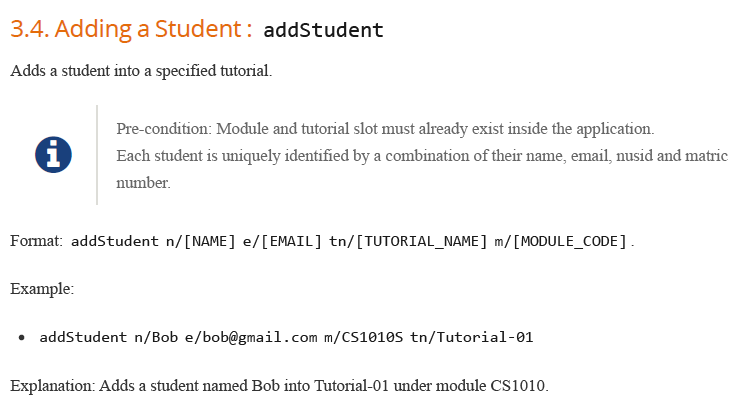 3.4. Adding a Student : addStudent
Adds a student into a specified tutorial.
Pre-condition: Module and tutorial slot must already exist inside the application.
Each student is uniquely identified by a combination of their name, email, nusid and matric
number.
Format: addStudent n/[NAME] e/[EMAIL] tn/[TUTORIAL_NAME] m/[MODULE_CODE] .
Example:
• addStudent n/Bob e/bob@gmail.com m/CS1010S tn/Tutorial-01
Explanation: Adds a student named Bob into Tutorial-01 under module CS1010.